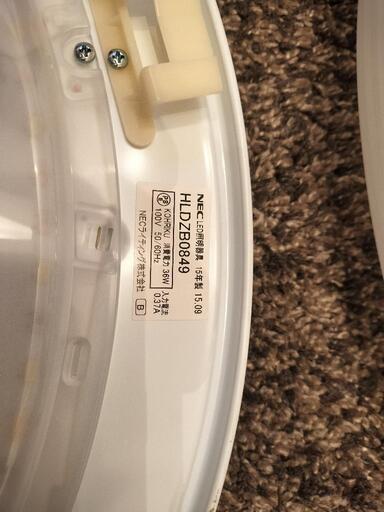 NEC LED照明器具 15年製 15.09
HLDZB0849
PS E KOHRKU 消費電力 36W 入力電流
100V 50/60Hz 0.37A
NECライティング株式会社 B